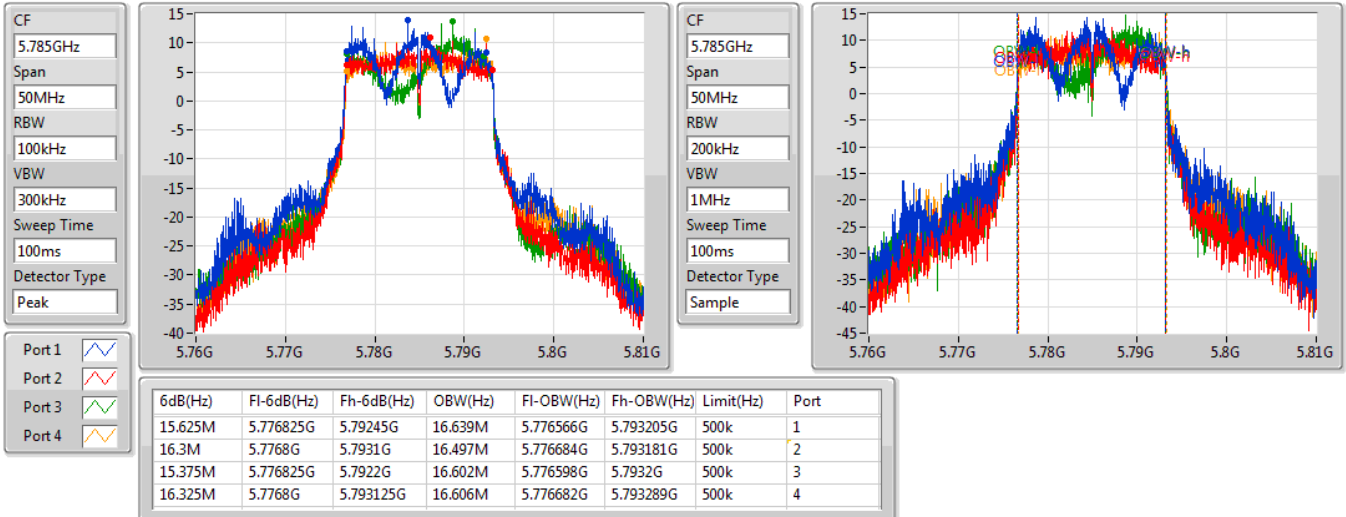 CF
5.785GHz
Span
50MHz
RBW
100kHz
VBW
300kHz
Sweep Time
100ms
Detector Type
Peak
15
10
5
0
-5
-10
-15
-20
-25
-30
-35
-40
5.76G 5.77G 5.78G 5.79G 5.8G 5.81G
CF
5.785GHz
Span
50MHz
RBW
200kHz
VBW
1MHz
Sweep Time
100ms
Detector Type
Sample
15
10
5
0
-5
-10
-15
-20
-25
-30
-35
-40
-45
5.76G 5.77G 5.78G 5.79G 5.8G 5.81G
Port 1
Port 2
Port 3
Port 4
6dB(Hz) Fl-6dB(Hz) Fh-6dB(Hz) OBW(Hz) Fl-OBW(Hz) Fh-OBW(Hz) Limit(Hz) Port
15.625M 5.776825G 5.79245G 16.639M 5.776566G 5.793205G 500k 1
16.3M 5.7768G 5.7931G 16.497M 5.776684G 5.793181G 500k 2
15.375M 5.776825G 5.7922G 16.602M 5.776598G 5.7932G 500k 3
16.325M 5.7768G 5.793125G 16.606M 5.776682G 5.793289G 500k 4